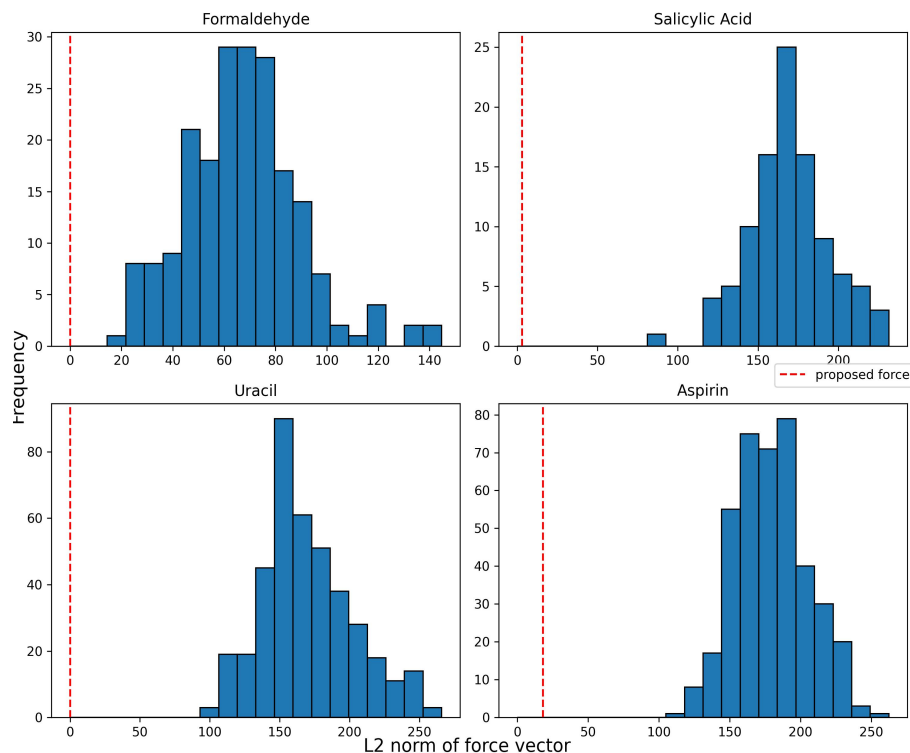 Formaldehyde
Salicylic Acid
30
25
20
15
10
5
0
0 20 40 60 80 100 120 140
25
20
15
10
5
0
0 50 100 150 200
proposed force
Frequency
Uracil
Aspirin
80
60
40
20
0
0 50 100 150 200 250
80
70
60
50
40
30
20
10
0
0 50 100 150 200 250
L2 norm of force vector